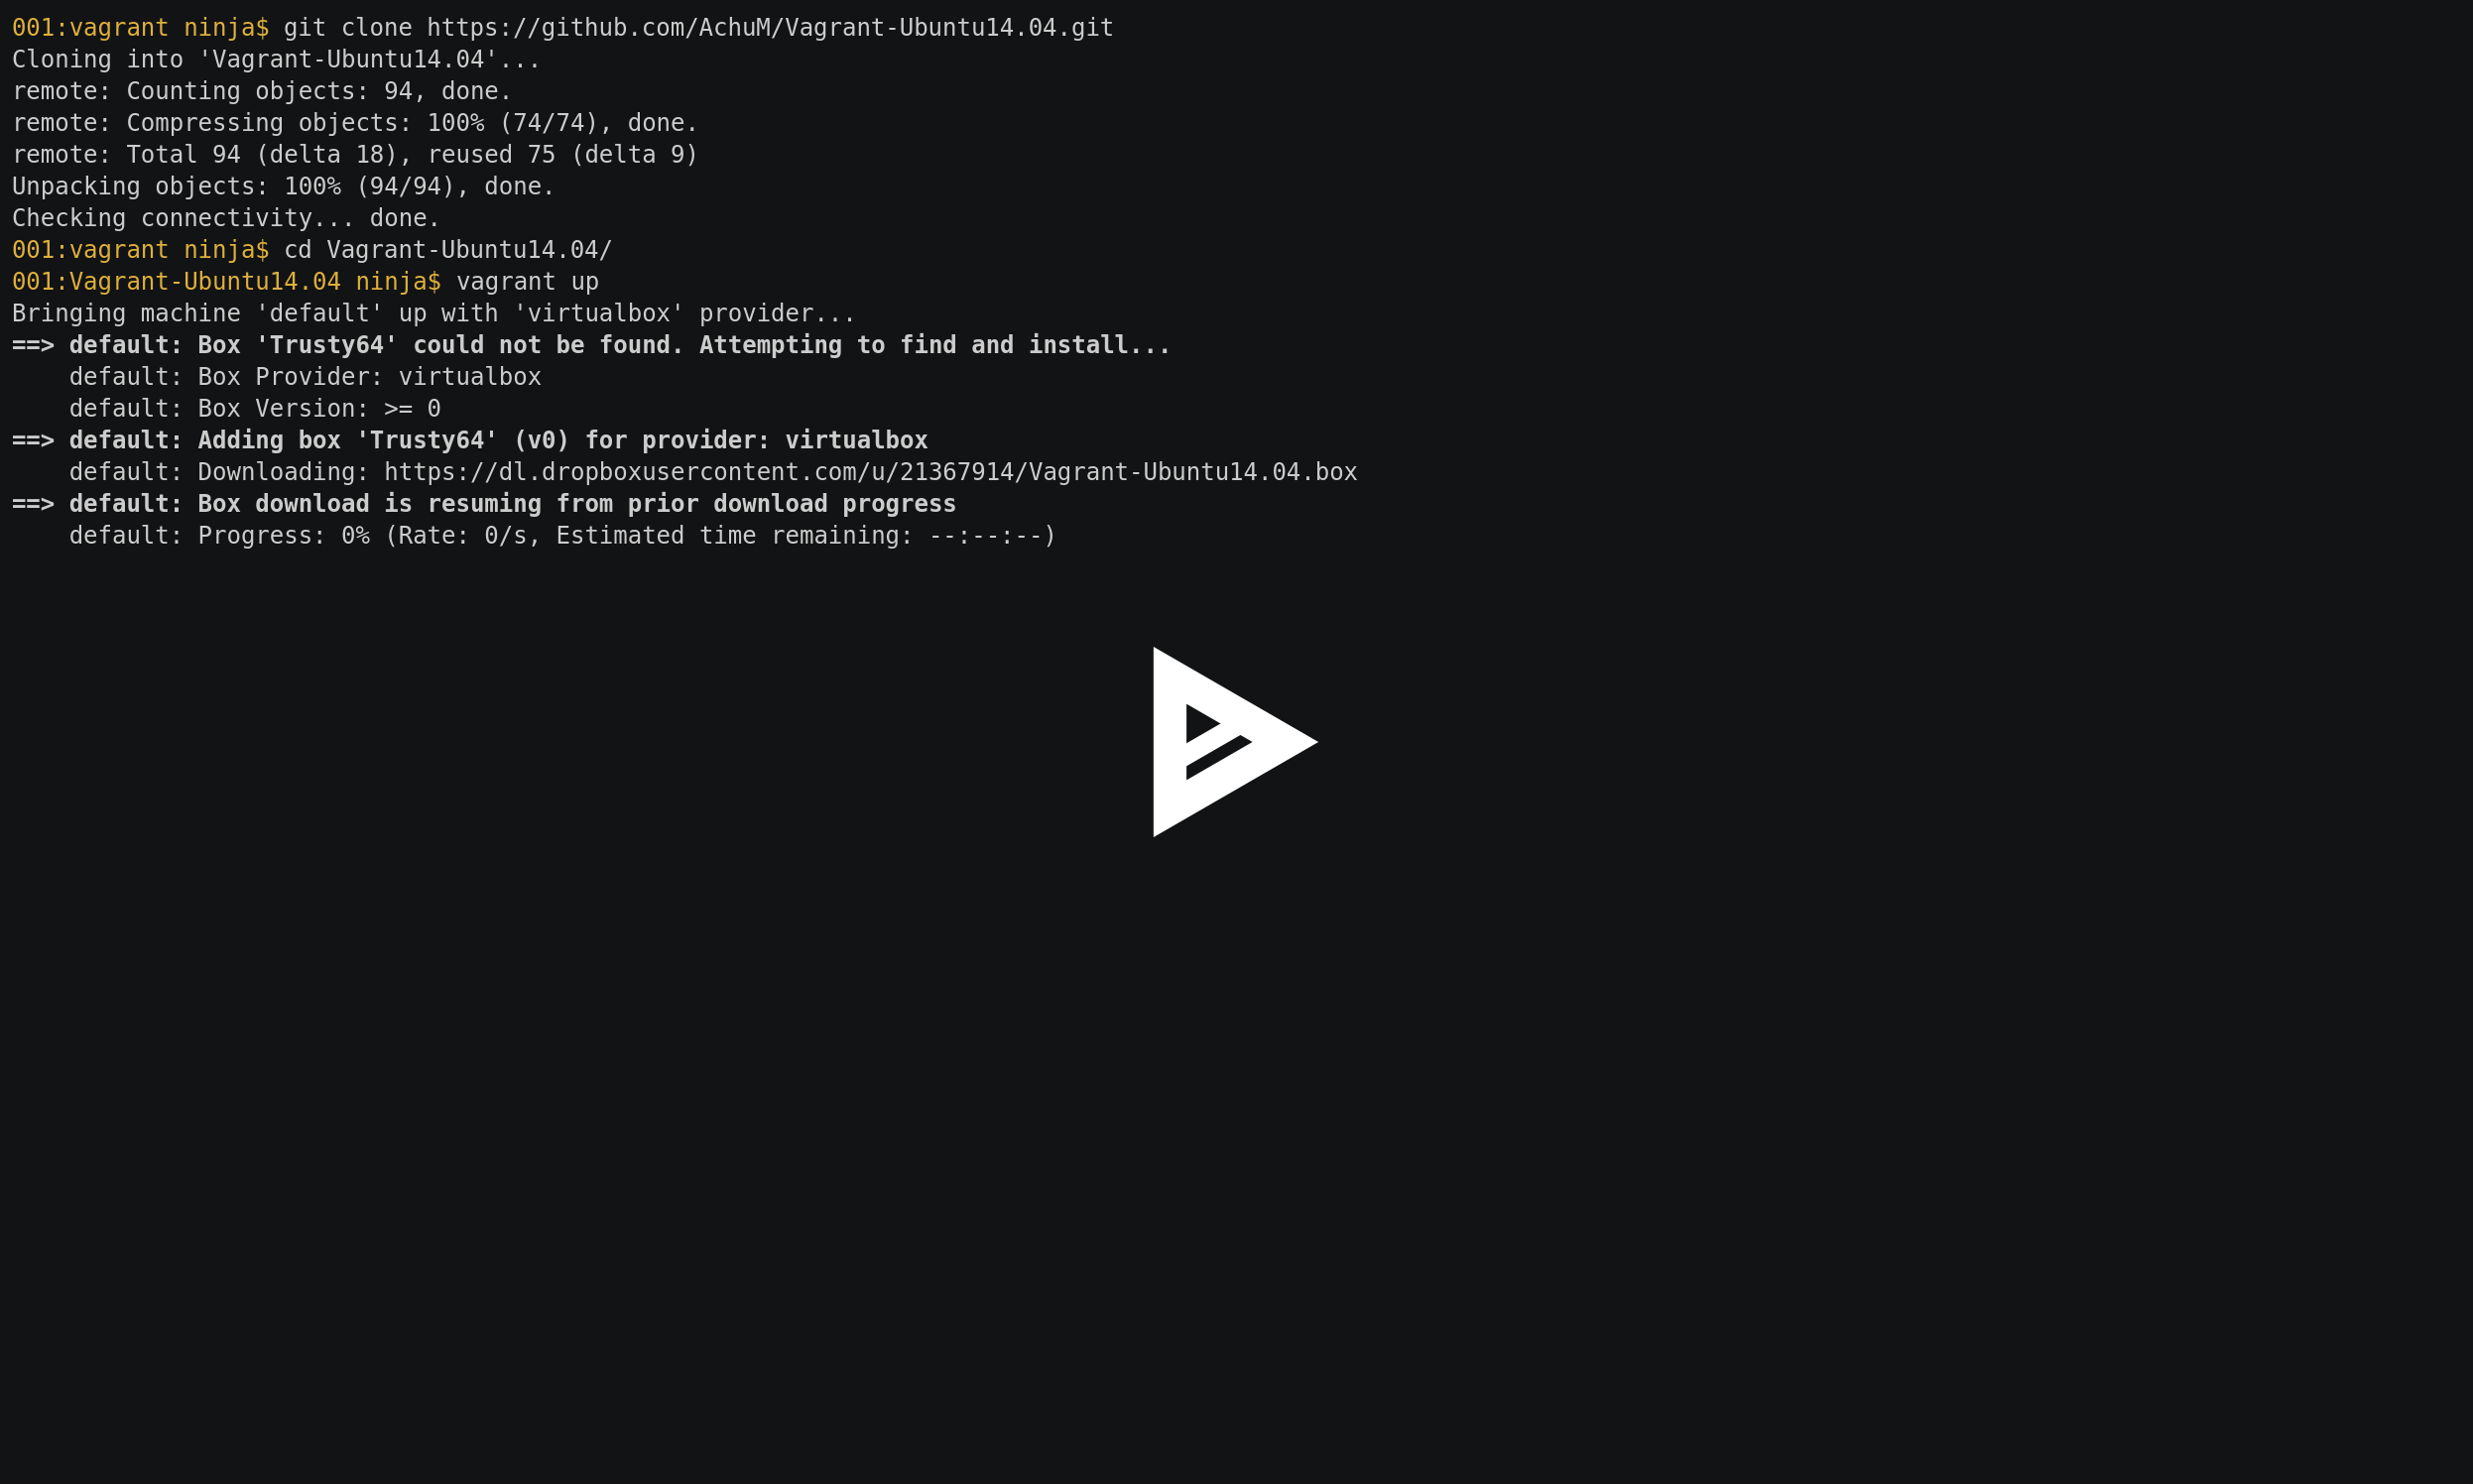 001:vagrant ninja$ git clone https://github.com/AchuM/Vagrant-Ubuntu14.04.git
Cloning into 'Vagrant-Ubuntu14.04'...
remote: Counting objects: 94, done.
remote: Compressing objects: 100% (74/74), done.
remote: Total 94 (delta 18), reused 75 (delta 9)
Unpacking objects: 100% (94/94), done.
Checking connectivity... done.
001:vagrant ninja$ cd Vagrant-Ubuntu14.04/
001:Vagrant-Ubuntu14.04 ninja$ vagrant up
Bringing machine 'default' up with 'virtualbox' provider...
==> default: Box 'Trusty64' could not be found. Attempting to find and install...
    default: Box Provider: virtualbox
    default: Box Version: >= 0
==> default: Adding box 'Trusty64' (v0) for provider: virtualbox
    default: Downloading: https://dl.dropboxusercontent.com/u/21367914/Vagrant-Ubuntu14.04.box
==> default: Box download is resuming from prior download progress
    default: Progress: 0% (Rate: 0/s, Estimated time remaining: --:--:--)